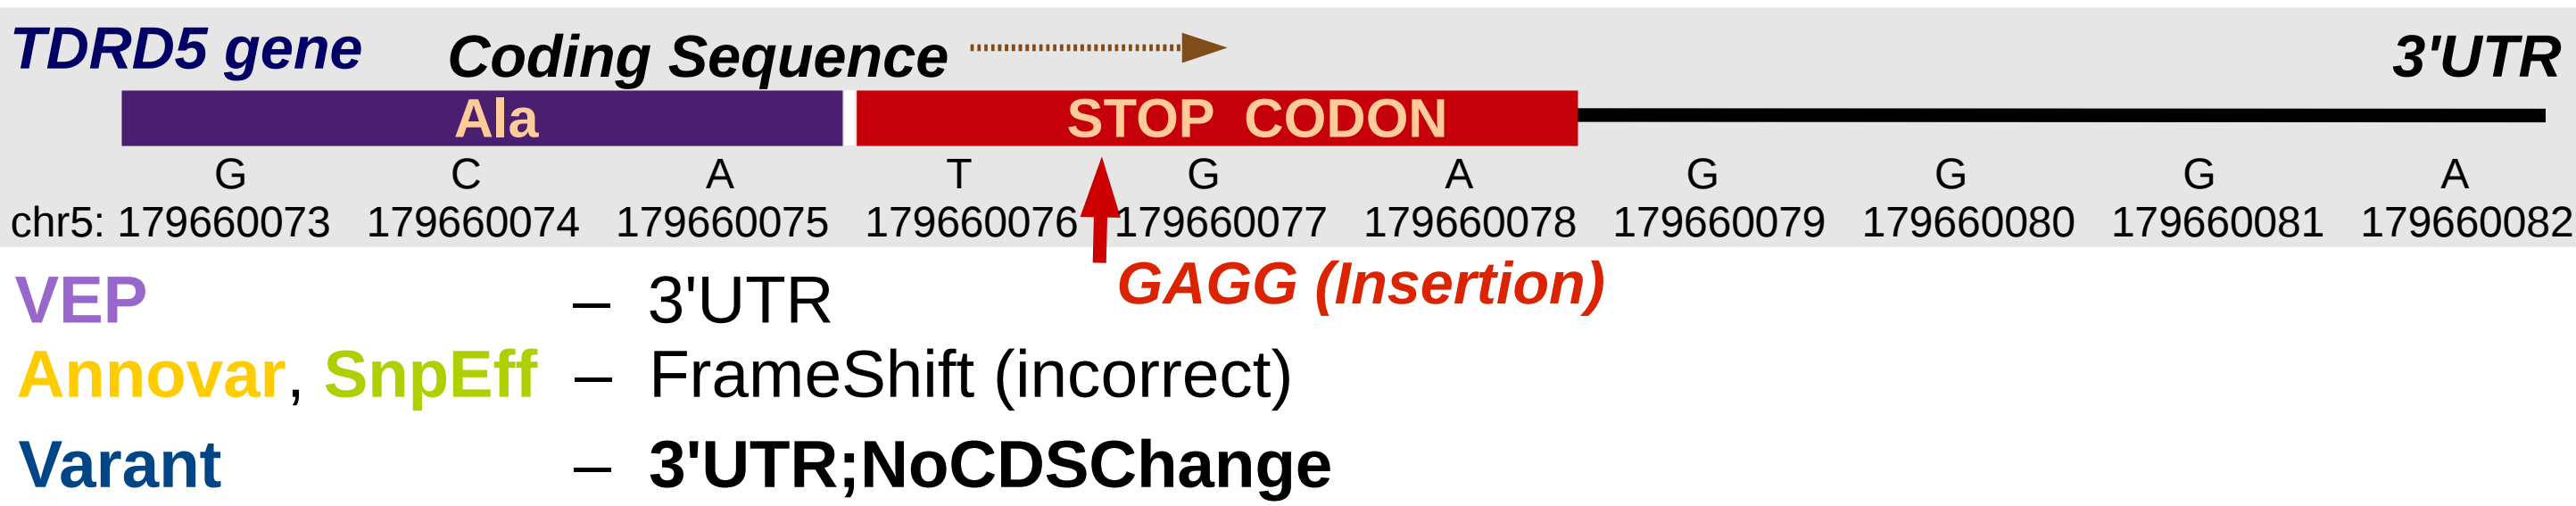 TDRD5 gene Coding Sequence 3'UTR
Ala STOP CODON
G C A T G A G G G A
chr5: 179660073 179660074 179660075 179660076 179660077 179660078 179660079 179660080 179660081 179660082
GAGG (Insertion)
VEP – 3'UTR
Annovar, SnpEff – FrameShift (incorrect)
Varant – 3'UTR;NoCDSChange